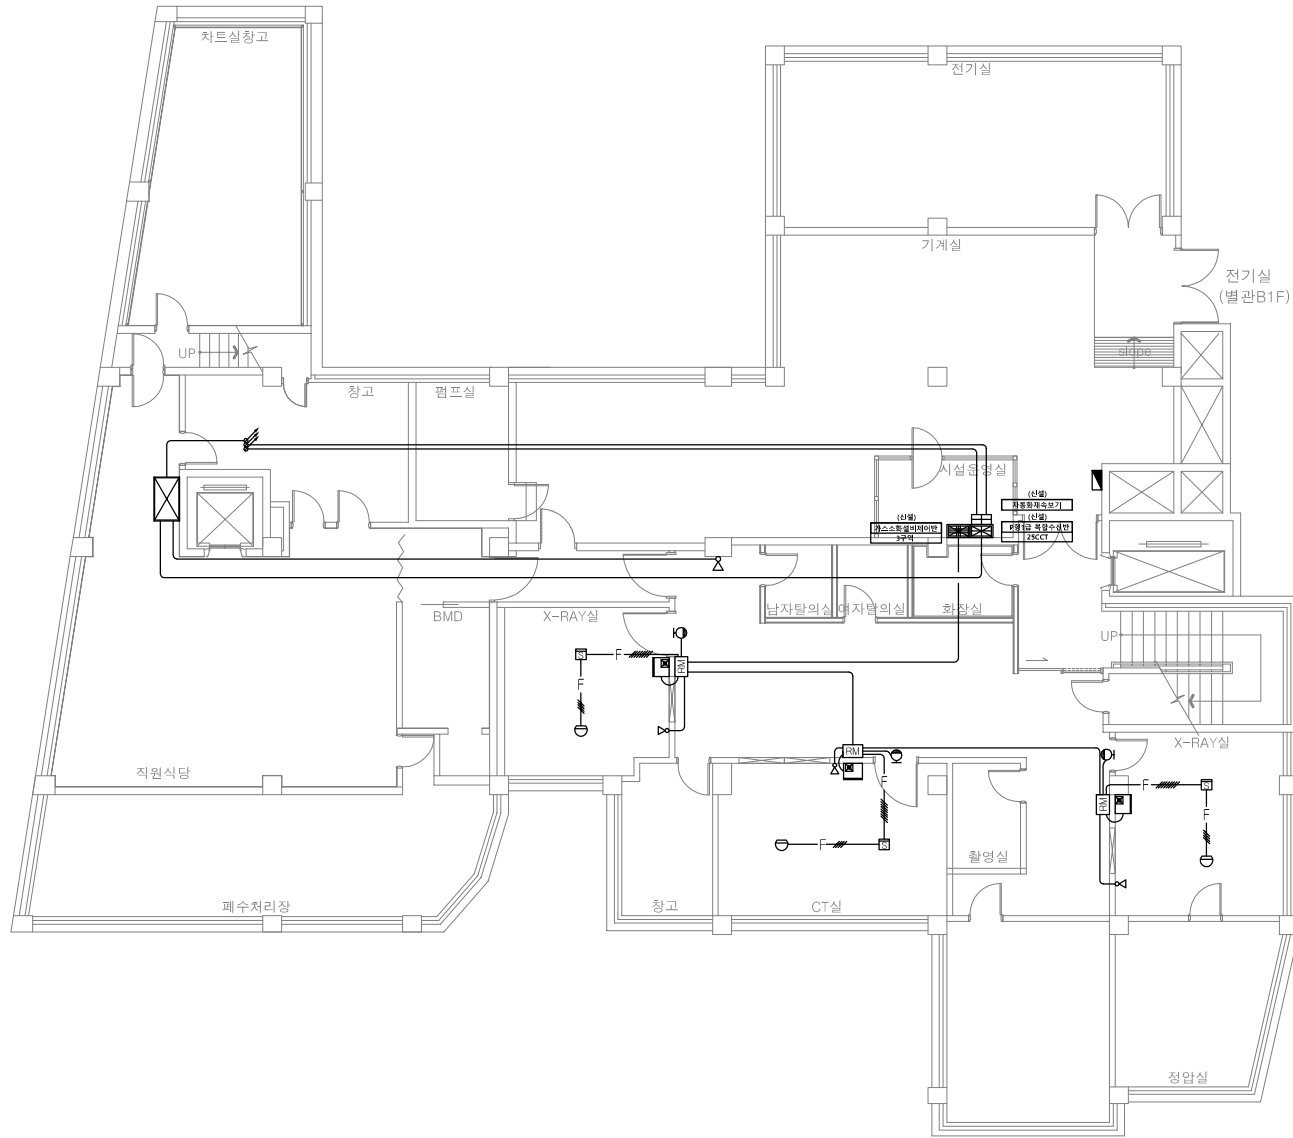 차트실창고
전기실
기계실
전기실
(별관B1F)
UP
slope
창고
펌프실
시설운영실
(신설)
자동화재속보기
(신설)
가스소화설비제어반
3구역
(신설)
P형1급 복합수신반
25CCT
BMD
X-RAY실
남자탈의실
여자탈의실
화장실
UP
F
S
RM
F
X-RAY실
직원식당
RM
F
F
S
RM
F
S
F
촬영실
폐수처리장
창고
CT실
정압실